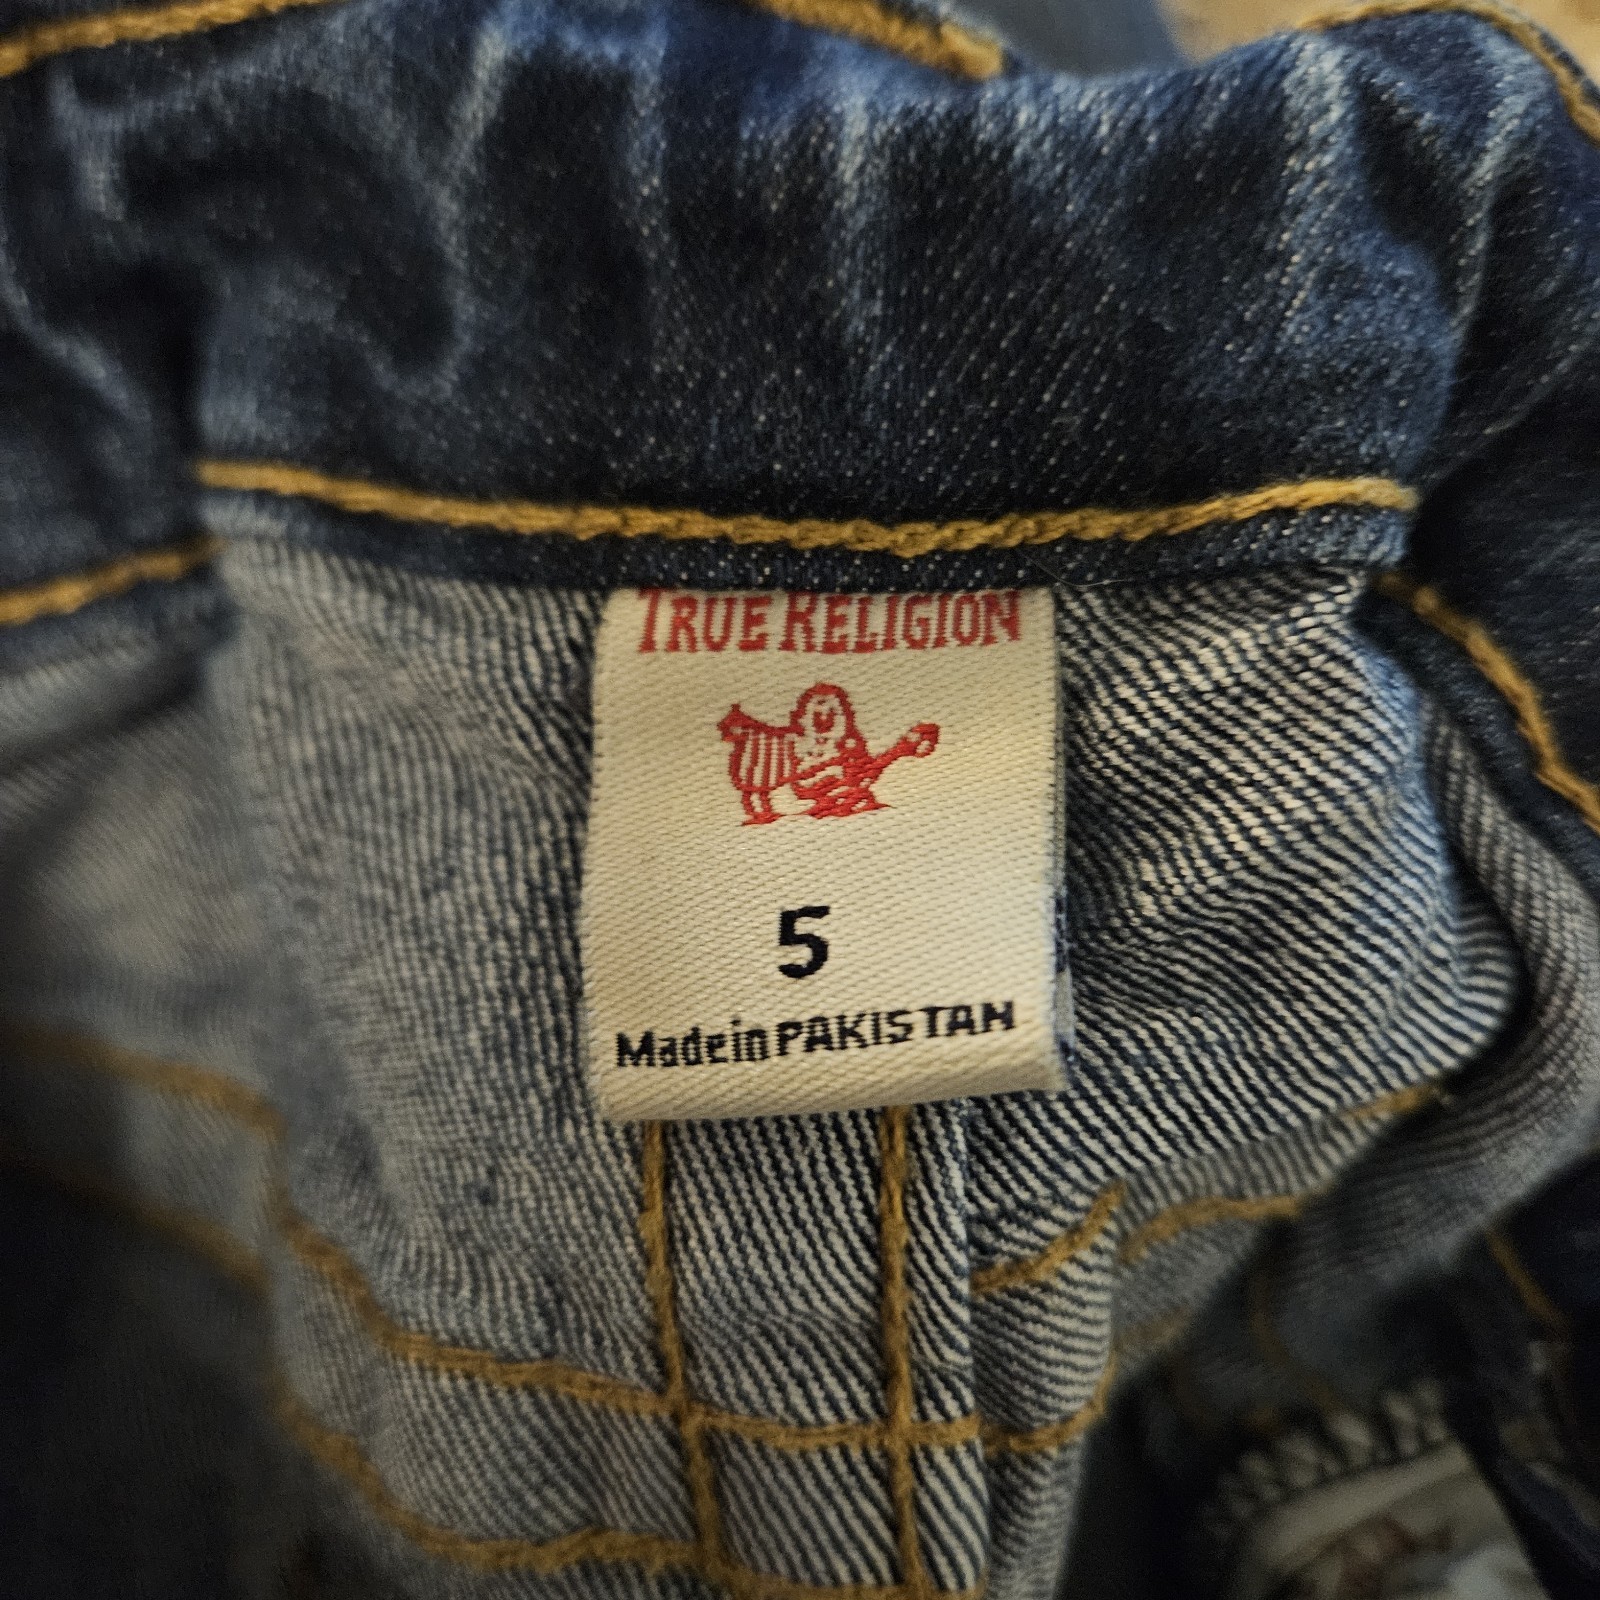 TRUE RELIGION
5
Made in PAKISTAN